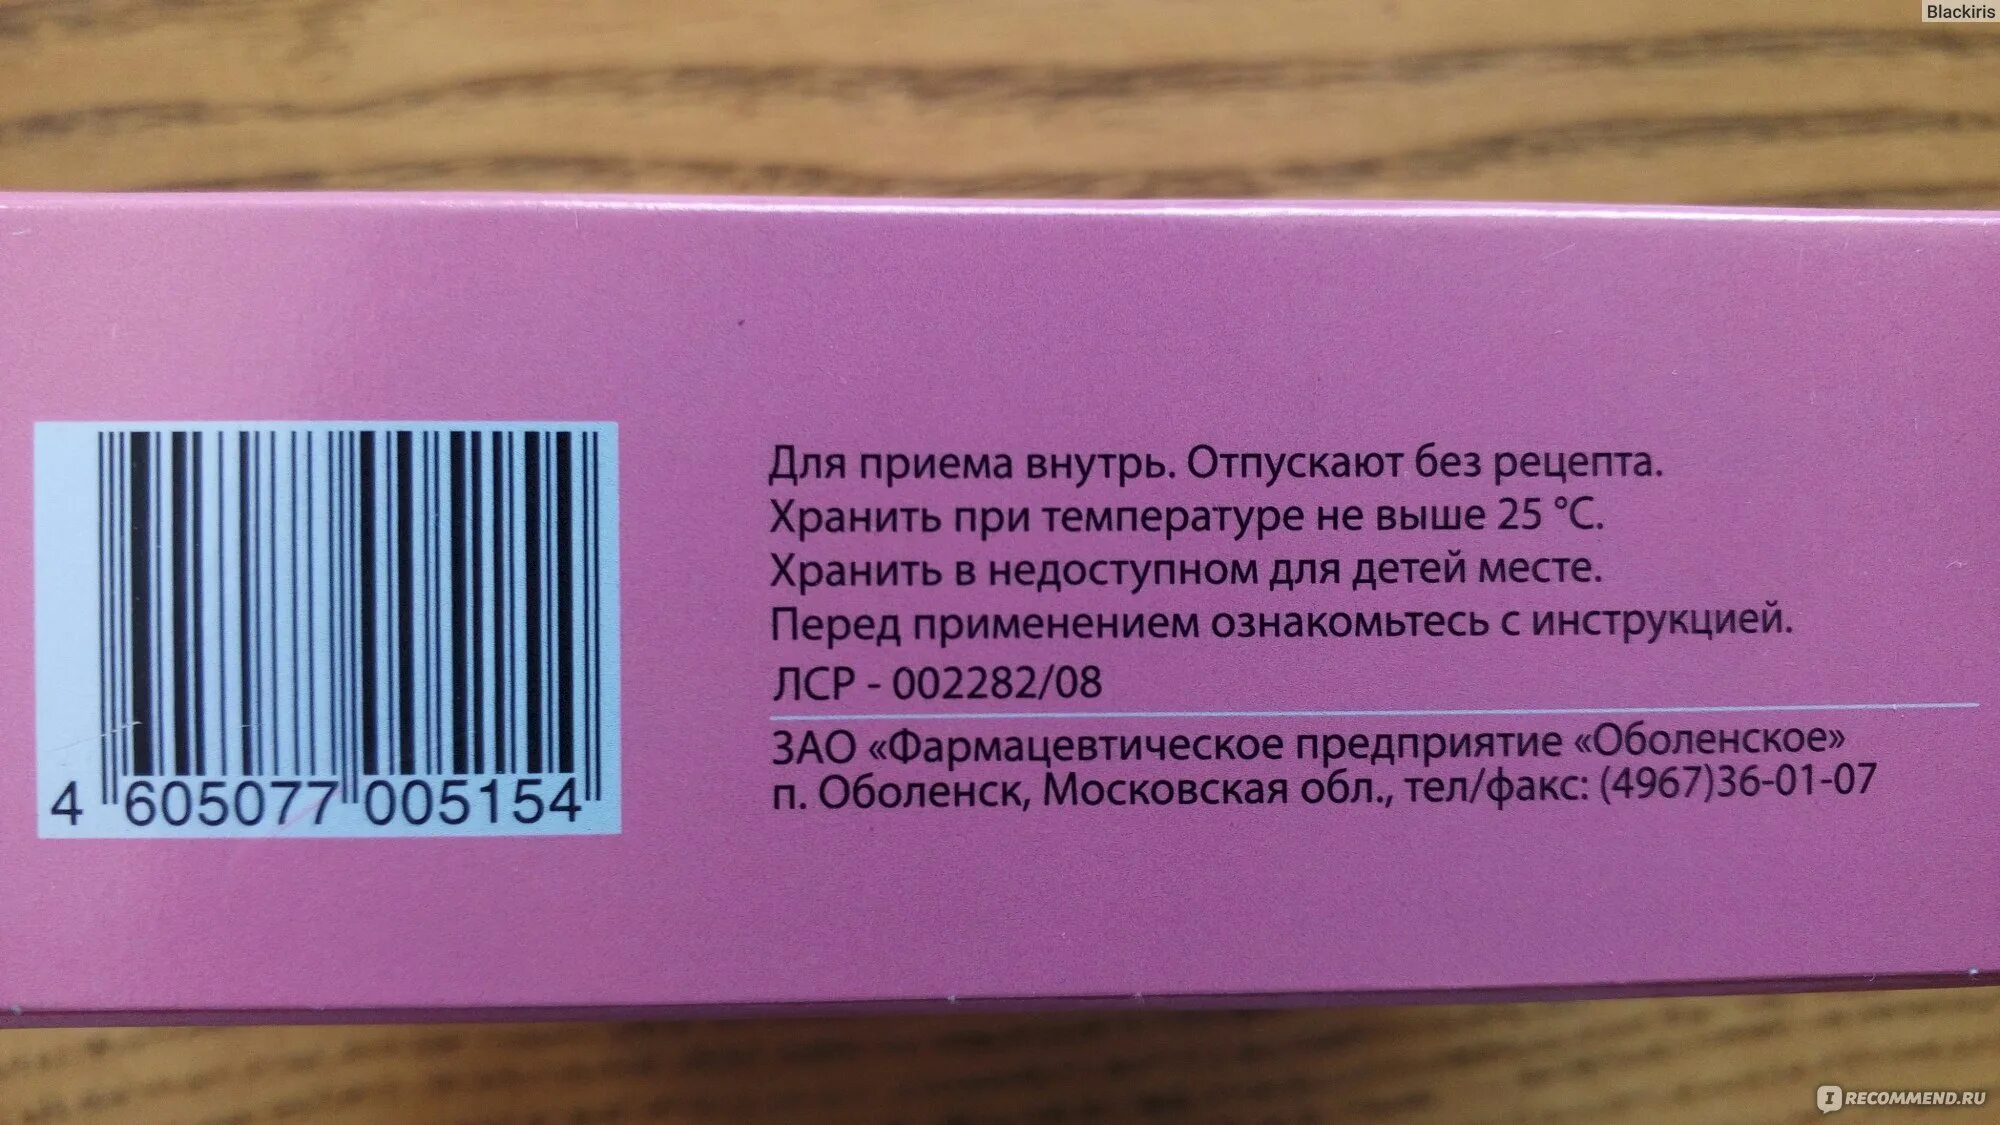 Blackiris
Для приема внутрь. Отпускают без рецепта.
Хранить при температуре не выше 25 °С.
Хранить в недоступном для детей месте.
Перед применением ознакомьтесь с инструкцией.
ЛСР - 002282/08
ЗАО «Фармацевтическое предприятие «Оболенское»
п. Оболенск, Московская обл., тел/факс: (4967)36-01-07
4 605077 005154
I RECOMMEND.RU